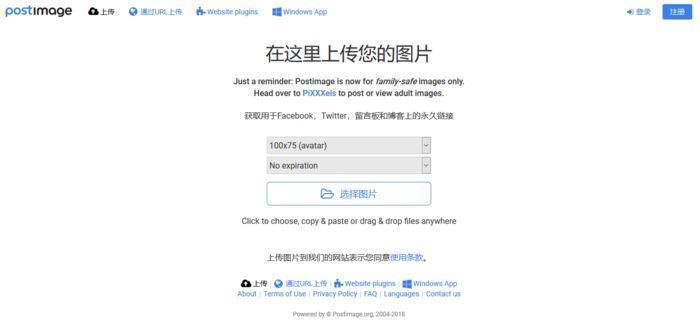 postimage 上传 通过URL上传 Website plugins Windows App 登录 注册
在这里上传您的图片
Just a reminder: Postimage is now for family-safe images only.
Head over to PiXXXels to post or view adult images.
获取用于Facebook，Twitter，留言板和博客上的永久链接
100x75 (avatar)
No expiration
选择图片
Click to choose, copy & paste or drag & drop files anywhere
上传图片到我们的网站表示您同意使用条款。
上传 | 通过URL上传 | Website plugins | Windows App
About | Terms of Use | Privacy Policy | FAQ | Languages | Contact us
Powered by © Postimage.org, 2004-2018